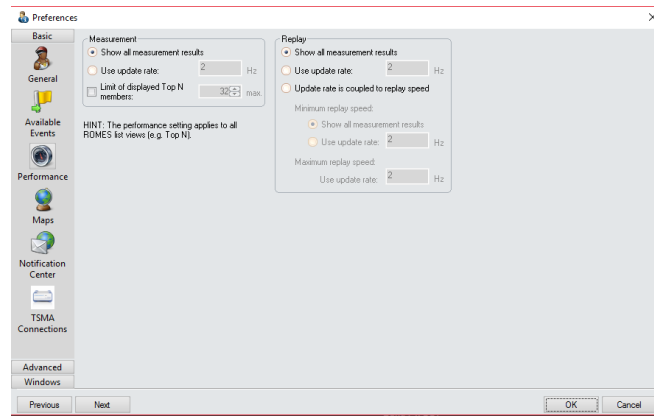 Preferences
Basic
General
Available
Events
Performance
Maps
Notification
Center
TSMA
Connections
Advanced
Windows
Measurement
Show all measurement results
Use update rate: 2 Hz
Limit of displayed Top N
members: 32 max.
HINT: The performance setting applies to all
ROMES list views (e.g. Top N).
Replay
Show all measurement results
Use update rate: 2 Hz
Update rate is coupled to replay speed
Minimum replay speed:
Show all measurement results
Use update rate: 2 Hz
Maximum replay speed:
Use update rate: 2 Hz
Previous Next OK Cancel